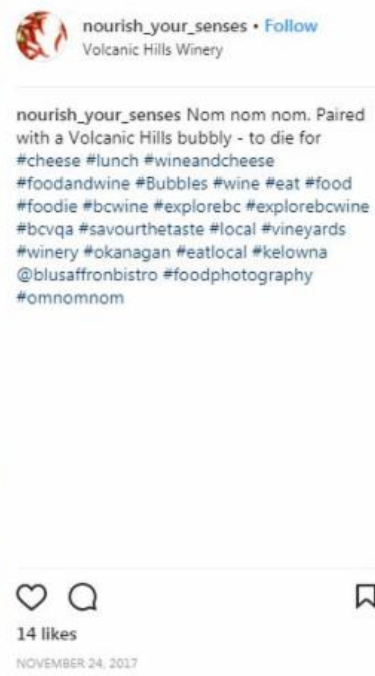 nourish_your_senses • Follow
Volcanic Hills Winery
nourish_your_senses Nom nom nom. Paired
with a Volcanic Hills bubbly - to die for
#cheese #lunch #wineandcheese
#foodandwine #Bubbles #wine #eat #food
#foodie #bcwine #explorebc #explorebcwine
#bcvqa #savourthetaste #local #vineyards
#winery #okanagan #eatlocal #kelowna
@blusaffronbistro #foodphotography
#omnomnom
14 likes
NOVEMBER 24, 2017